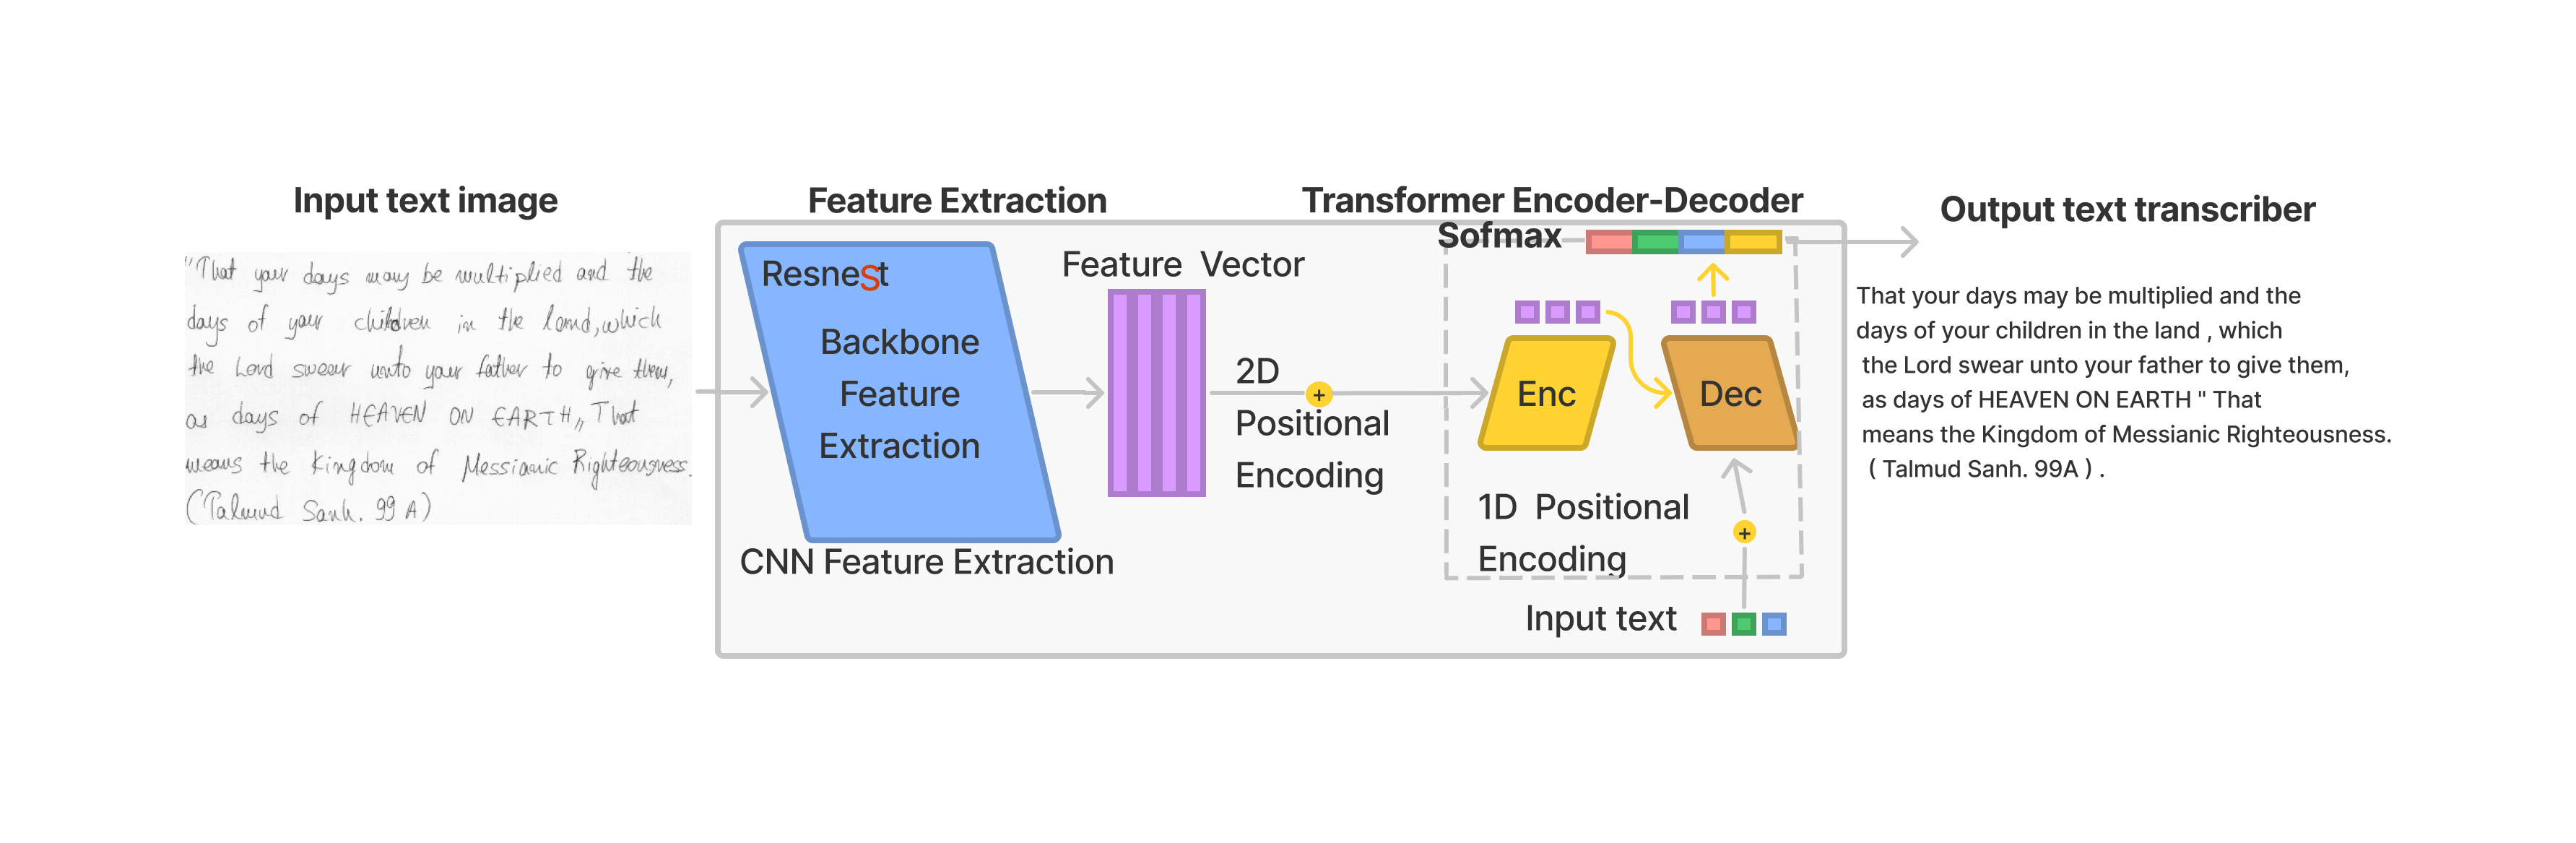 Input text image
"That your days may be multiplied and the
days of your children in the land, which
the Lord swear unto your father to give them,
as days of HEAVEN ON EARTH,, That
means the Kingdom of Messianic Righteousness.
(Talmud Sanh. 99 A)
Feature Extraction
ResneSt
Backbone
Feature
Extraction
CNN Feature Extraction
Feature Vector
2D
+
Positional
Encoding
Transformer Encoder-Decoder
Sofmax
Enc
Dec
1D Positional
Encoding
+
Input text
Output text transcriber
That your days may be multiplied and the
days of your children in the land , which
the Lord swear unto your father to give them,
as days of HEAVEN ON EARTH " That
means the Kingdom of Messianic Righteousness.
( Talmud Sanh. 99A ) .